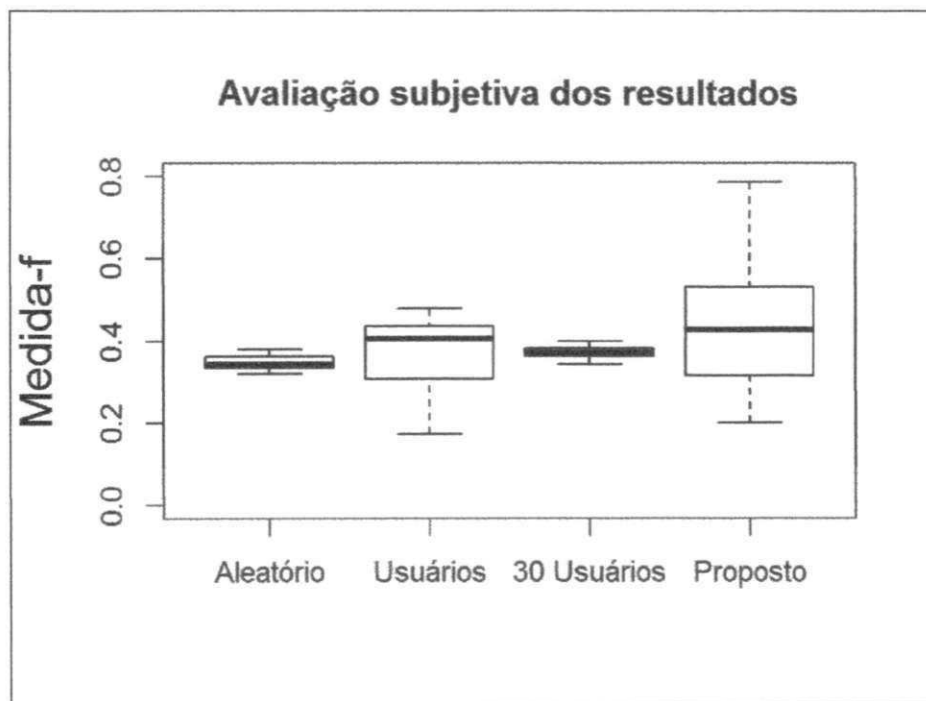 Avaliação subjetiva dos resultados
Medida-f
0.8
0.6
0.4
0.2
0.0
Aleatório
Usuários
30 Usuários
Proposto